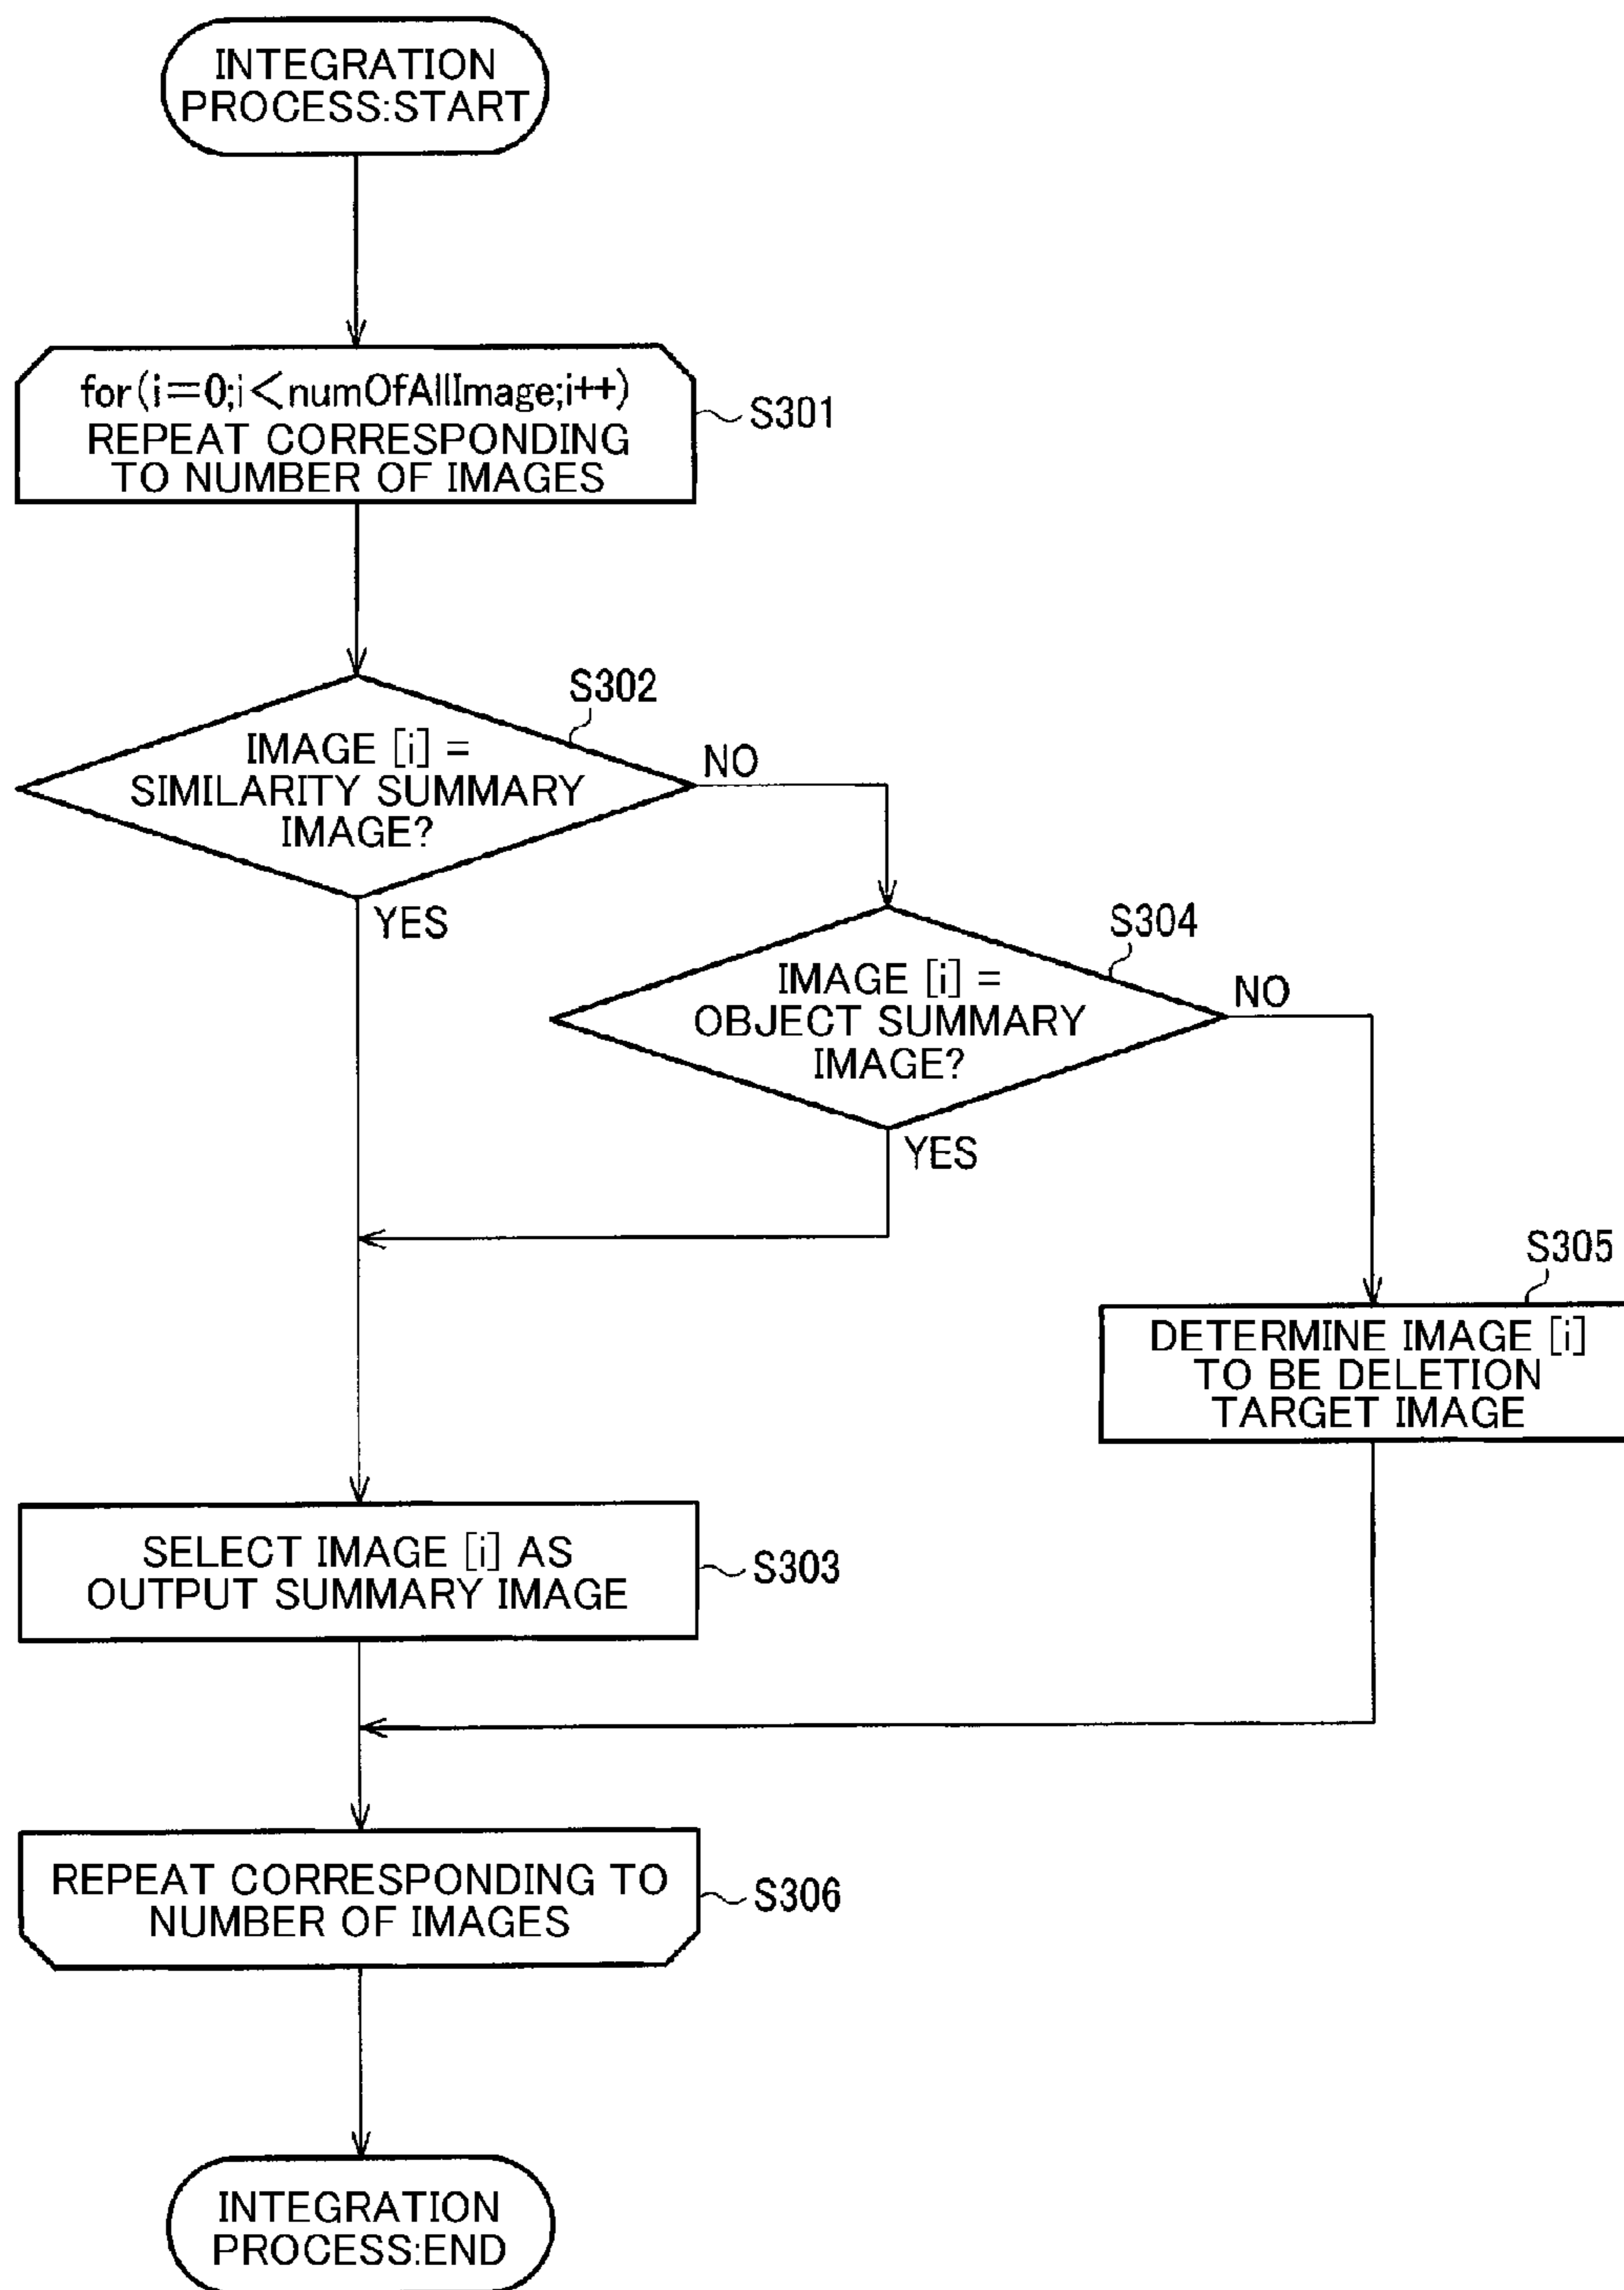 INTEGRATION
PROCESS:START
for(i=0;i<numOfAllImage;i++)
REPEAT CORRESPONDING
TO NUMBER OF IMAGES
S301
S302
IMAGE [i] =
SIMILARITY SUMMARY
IMAGE?
NO
YES
S304
IMAGE [i] =
OBJECT SUMMARY
IMAGE?
NO
YES
S305
DETERMINE IMAGE [i]
TO BE DELETION
TARGET IMAGE
SELECT IMAGE [i] AS
OUTPUT SUMMARY IMAGE
S303
REPEAT CORRESPONDING TO
NUMBER OF IMAGES
S306
INTEGRATION
PROCESS:END